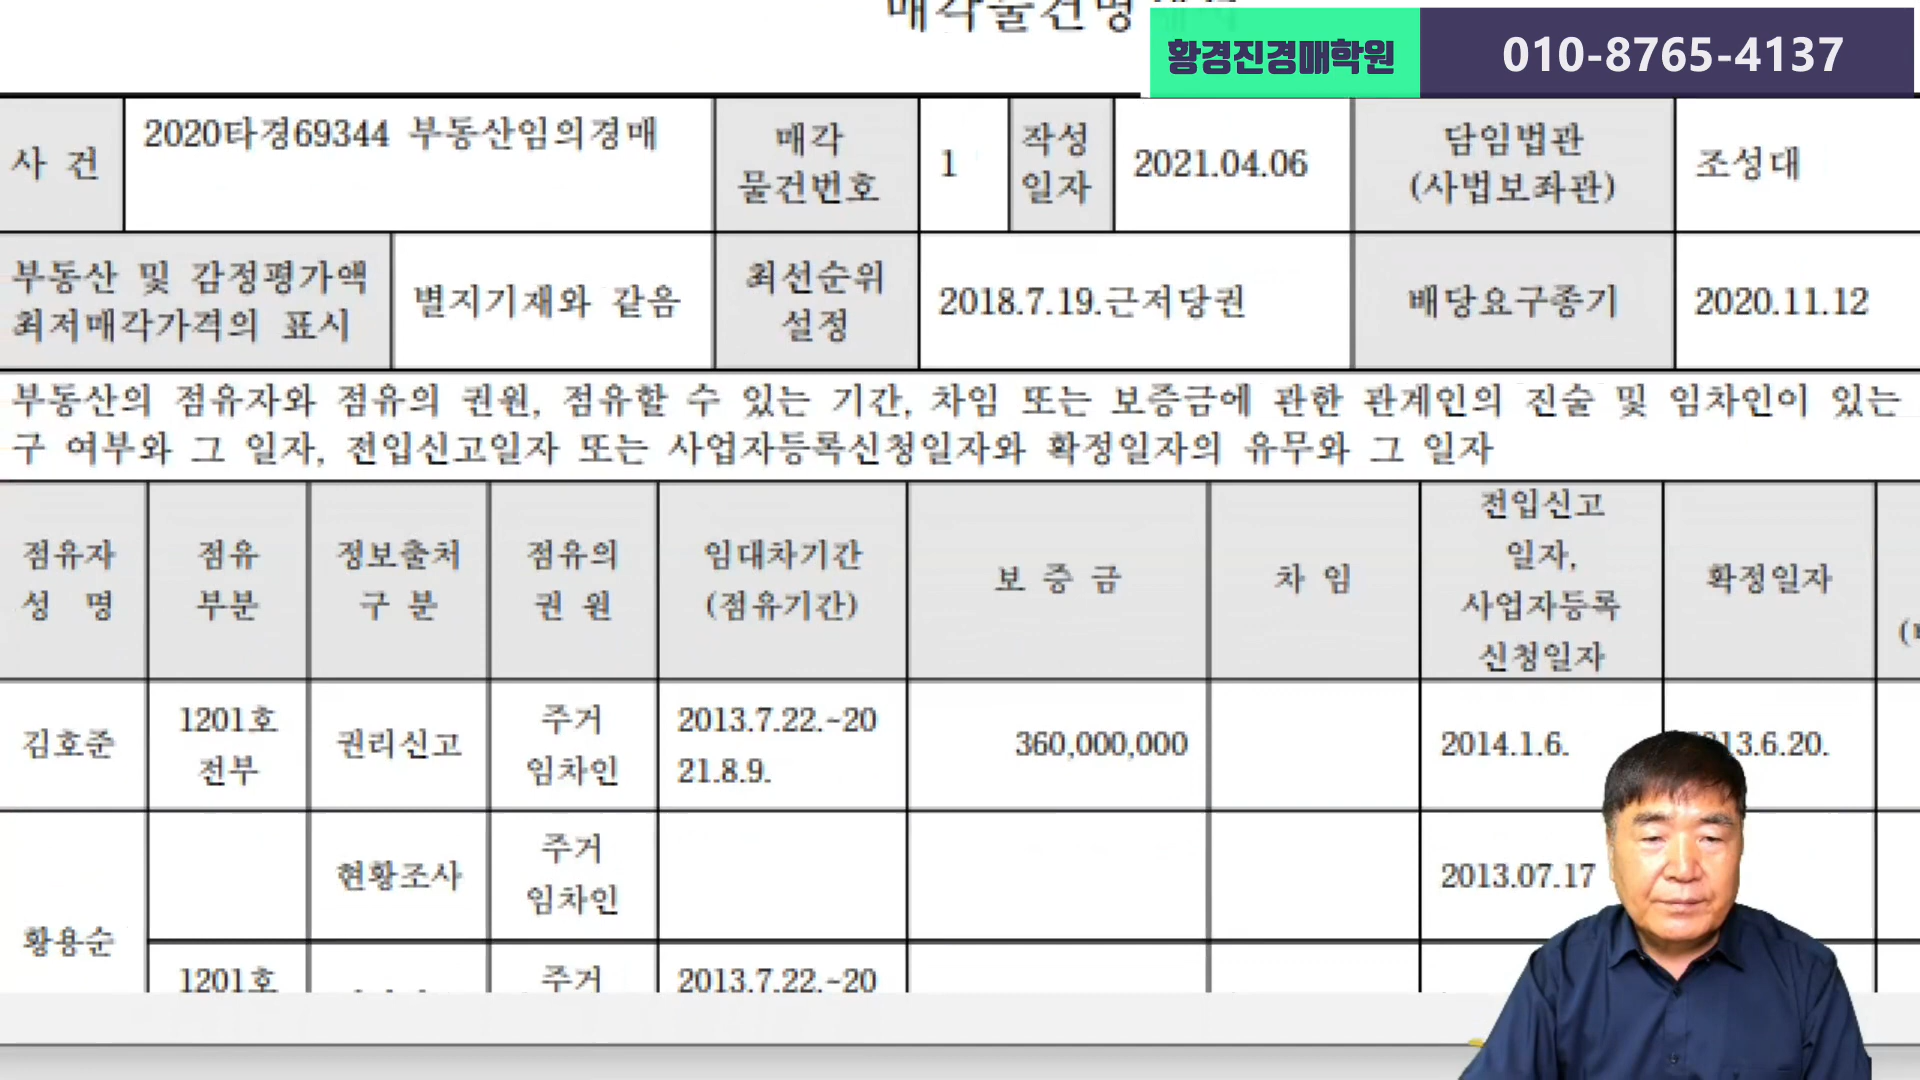 매각물건명
황경진경매학원
010-8765-4137
사 건
2020타경69344 부동산임의경매
매각
물건번호
1
작성
일자
2021.04.06
담임법관
(사법보좌관)
조성대
부동산 및 감정평가액
최저매각가격의 표시
별지기재와 같음
최선순위
설정
2018.7.19.근저당권
배당요구종기
2020.11.12
부동산의 점유자와 점유의 권원, 점유할 수 있는 기간, 차임 또는 보증금에 관한 관계인의 진술 및 임차인이 있는
구 여부와 그 일자, 전입신고일자 또는 사업자등록신청일자와 확정일자의 유무와 그 일자
점유자
성 명
점유
부분
정보출처
구 분
점유의
권 원
임대차기간
(점유기간)
보 증 금
차 임
전입신고
일자,
사업자등록
신청일자
확정일자
김호준
1201호
전부
권리신고
주거
임차인
2013.7.22.~20
21.8.9.
360,000,000
2014.1.6.
13.6.20.
황용순
현황조사
주거
임차인
2013.07.17
1201호
주거
2013.7.22.~20